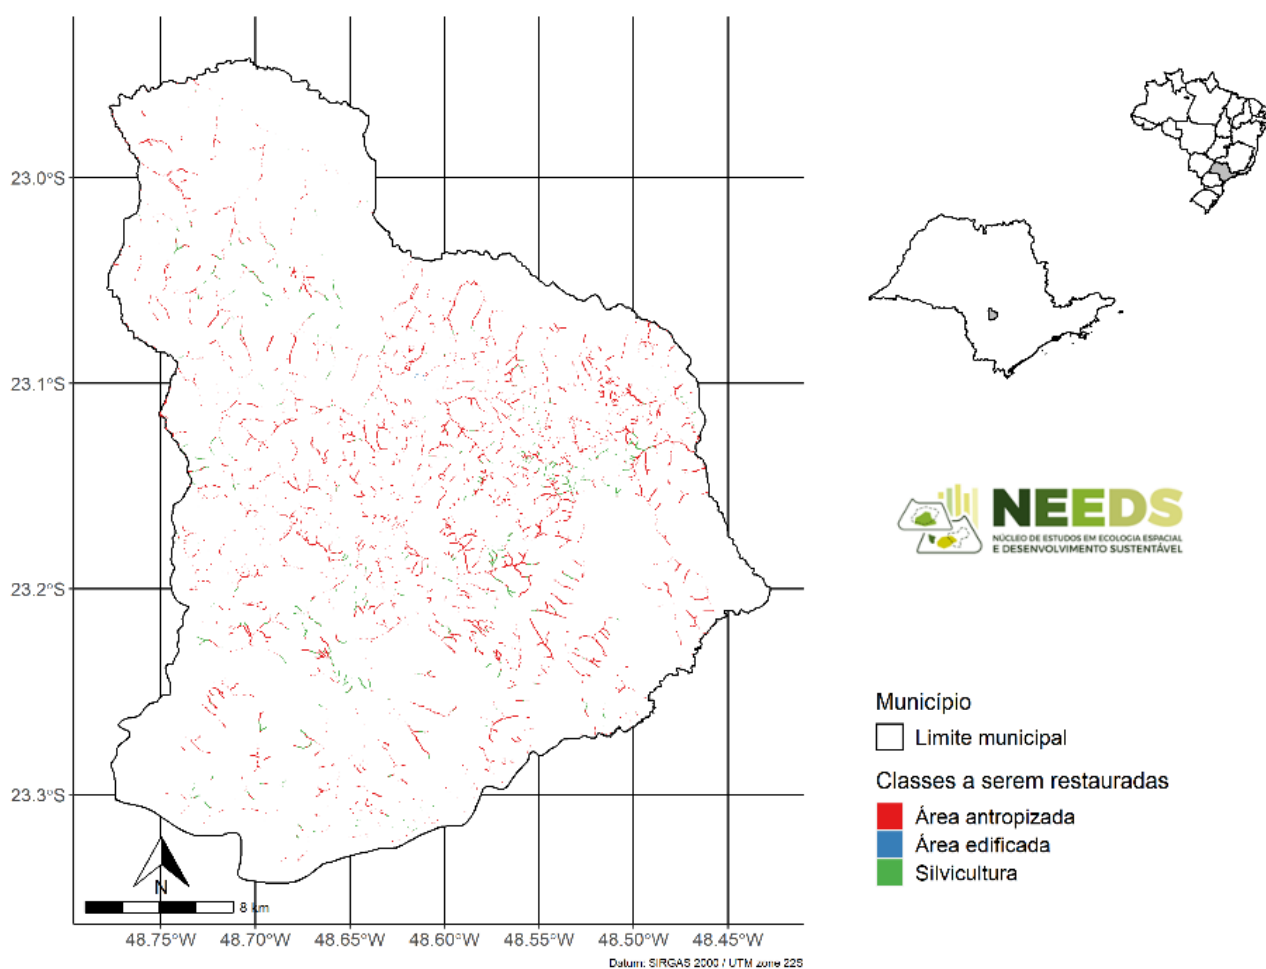 23.0°S
23.1°S
23.2°S
23.3°S
N
8 km
48.75°W
48.70°W
48.65°W
48.60°W
48.55°W
48.50°W
48.45°W
Datum: SIRGAS 2000 / UTM zone 22S
NEEDS
NÚCLEO DE ESTUDOS EM ECOLOGIA ESPACIAL
E DESENVOLVIMENTO SUSTENTÁVEL
Município
Limite municipal
Classes a serem restauradas
Área antropizada
Área edificada
Silvicultura